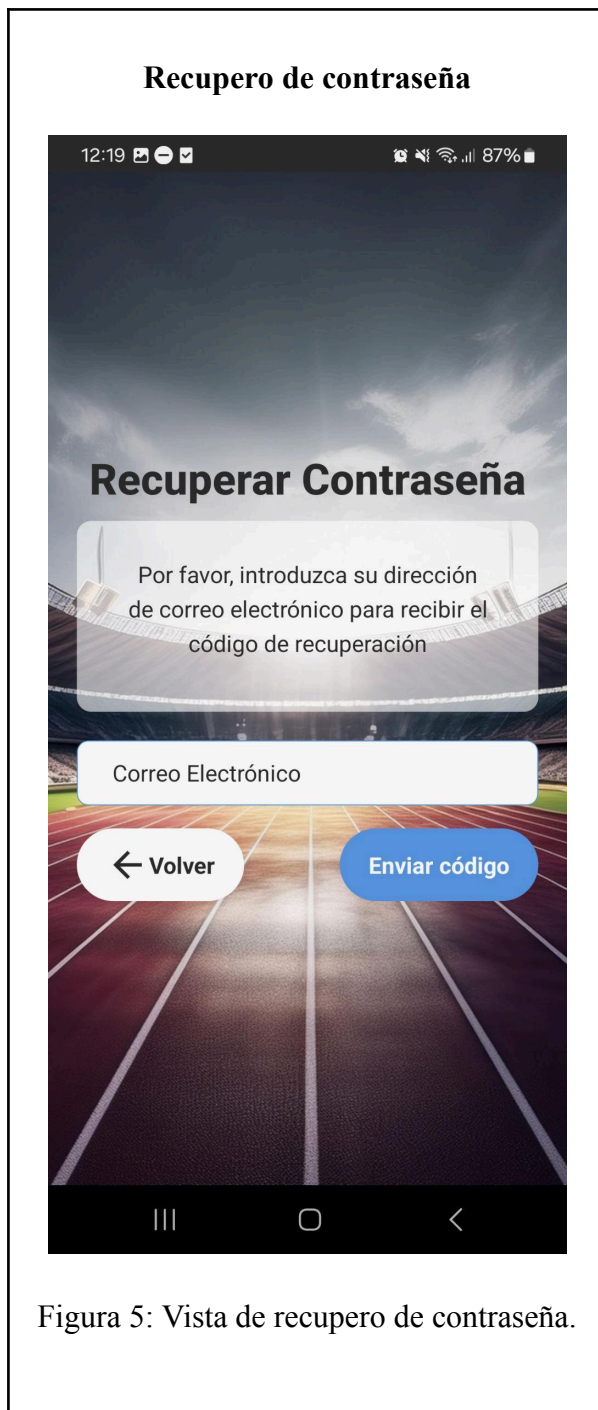 Recupero de contraseña
12:19 87%
Recuperar Contraseña
Por favor, introduzca su dirección
de correo electrónico para recibir el
código de recuperación
Correo Electrónico
Volver Enviar código
Figura 5: Vista de recupero de contraseña.